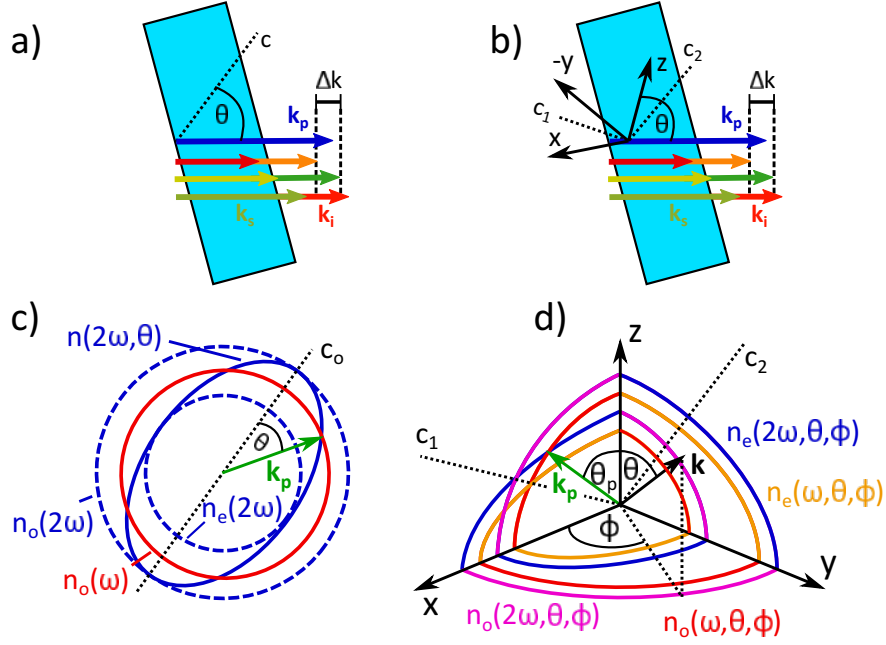 a)
c
θ
Δk
k_p
k_s
k_i
b)
c_2
-y
z
Δk
c_1
θ
k_p
x
k_s
k_i
c)
n(2ω,θ)
c_o
θ
k_p
n_o(2ω)
n_e(2ω)
n_o(ω)
d)
z
c_2
c_1
n_e(2ω,θ,ϕ)
θ_p
θ
k
k_p
n_e(ω,θ,ϕ)
ϕ
x
y
n_o(2ω,θ,ϕ)
n_o(ω,θ,ϕ)